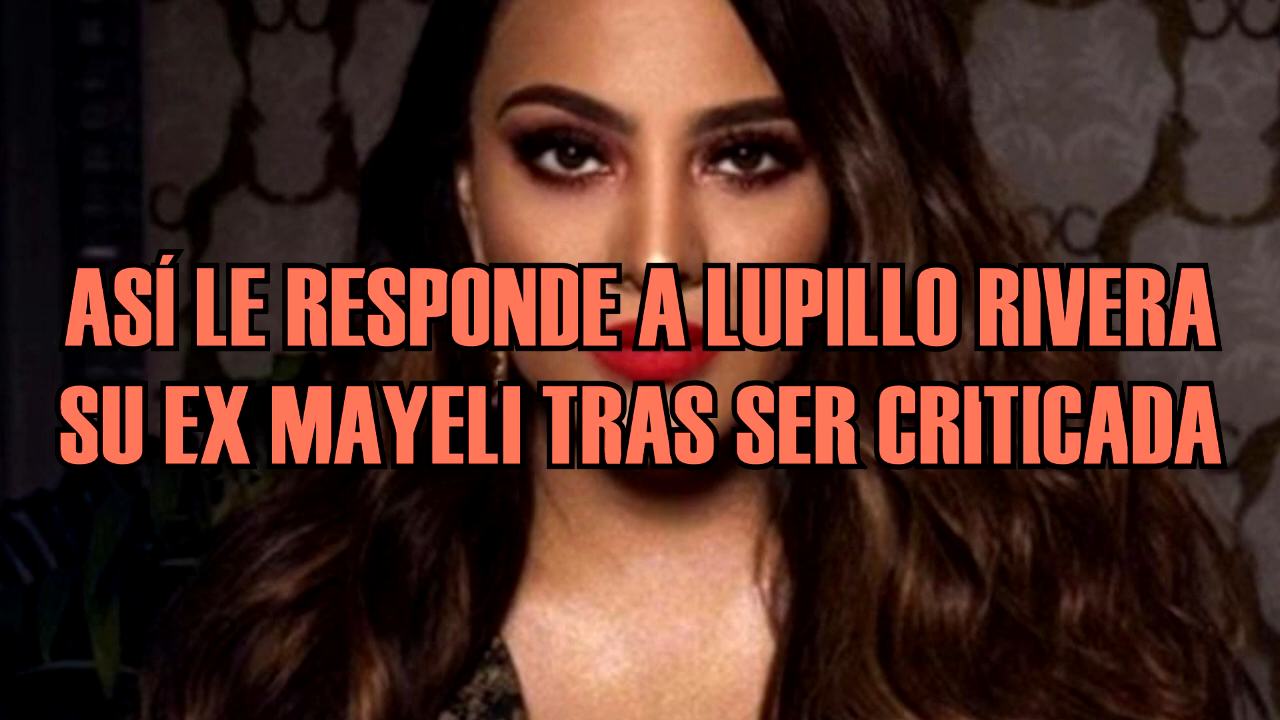 ASÍ LE RESPONDE A LUPILLO RIVERA
SU EX MAYELI TRAS SER CRITICADA